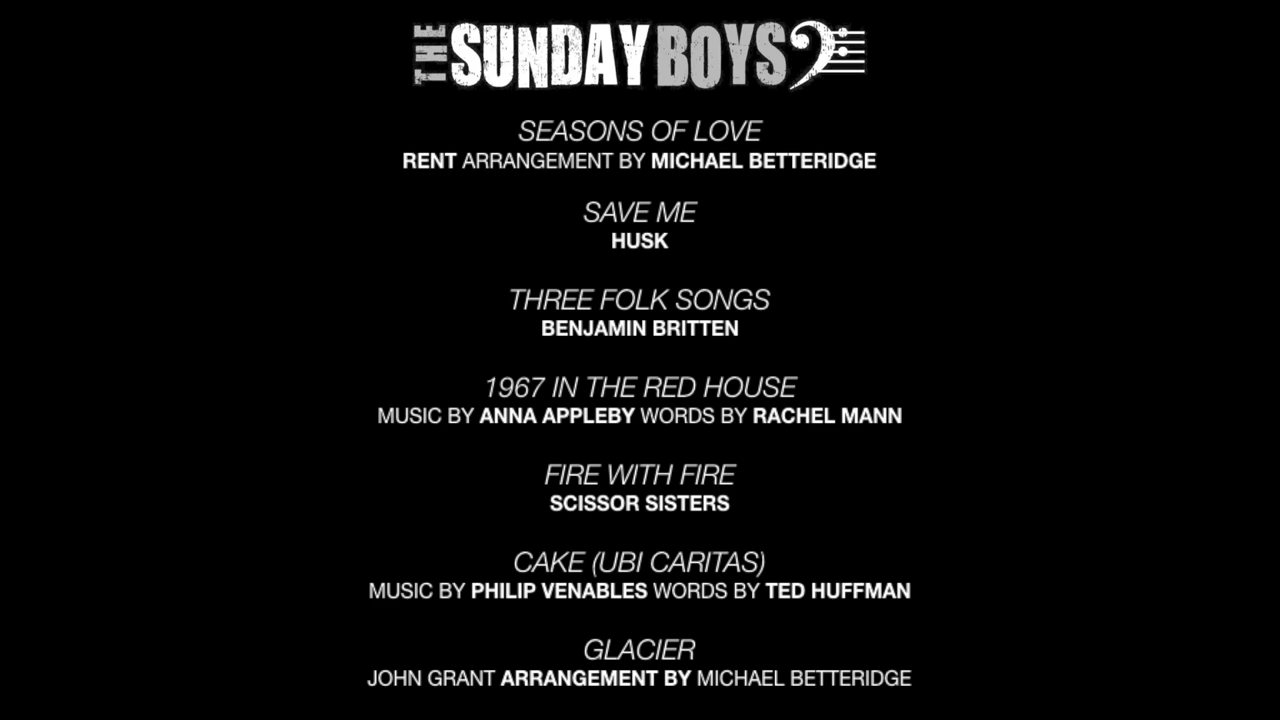 THE SUNDAY BOYS
SEASONS OF LOVE
RENT ARRANGEMENT BY MICHAEL BETTERIDGE
SAVE ME
HUSK
THREE FOLK SONGS
BENJAMIN BRITTEN
1967 IN THE RED HOUSE
MUSIC BY ANNA APPLEBY WORDS BY RACHEL MANN
FIRE WITH FIRE
SCISSOR SISTERS
CAKE (UBI CARITAS)
MUSIC BY PHILIP VENABLES WORDS BY TED HUFFMAN
GLACIER
JOHN GRANT ARRANGEMENT BY MICHAEL BETTERIDGE